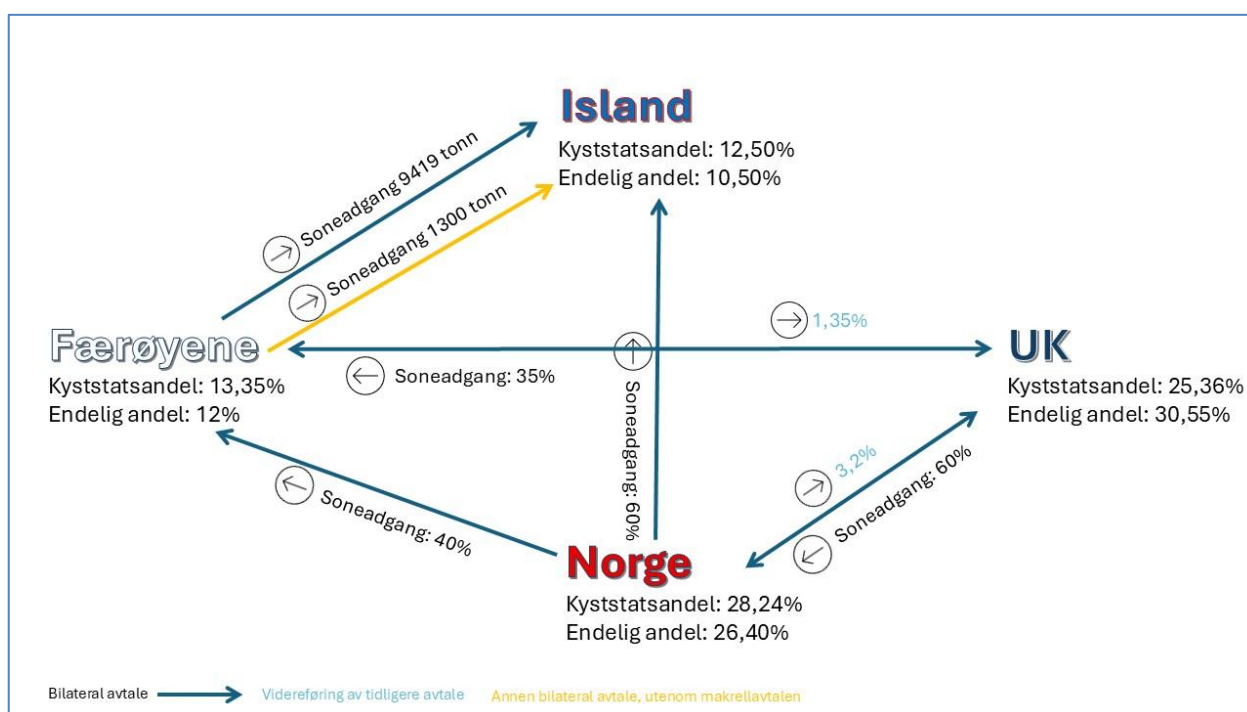 Island
Kyststatsandel: 12,50%
Endelig andel: 10,50%
Soneadgang 9419 tonn
Soneadgang 1300 tonn
Færøyene
Kyststatsandel: 13,35%
Endelig andel: 12%
1,35%
Soneadgang: 35%
UK
Kyststatsandel: 25,36%
Endelig andel: 30,55%
Soneadgang: 60%
3,2%
Soneadgang: 60%
Soneadgang: 40%
Norge
Kyststatsandel: 28,24%
Endelig andel: 26,40%
Bilateral avtale
Videreføring av tidligere avtale
Annen bilateral avtale, utenom makrellavtalen